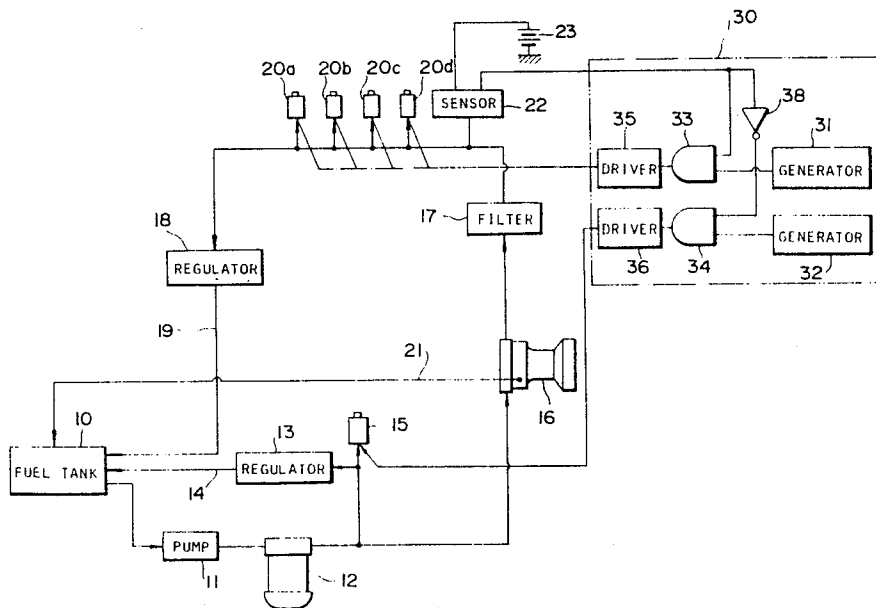 30
23
20a 20b 20c 20d
SENSOR
22
38
35
33
31
DRIVER
GENERATOR
17
FILTER
DRIVER
GENERATOR
36
34
32
18
REGULATOR
19
21
16
10
13
15
FUEL TANK
14
REGULATOR
PUMP
11
12